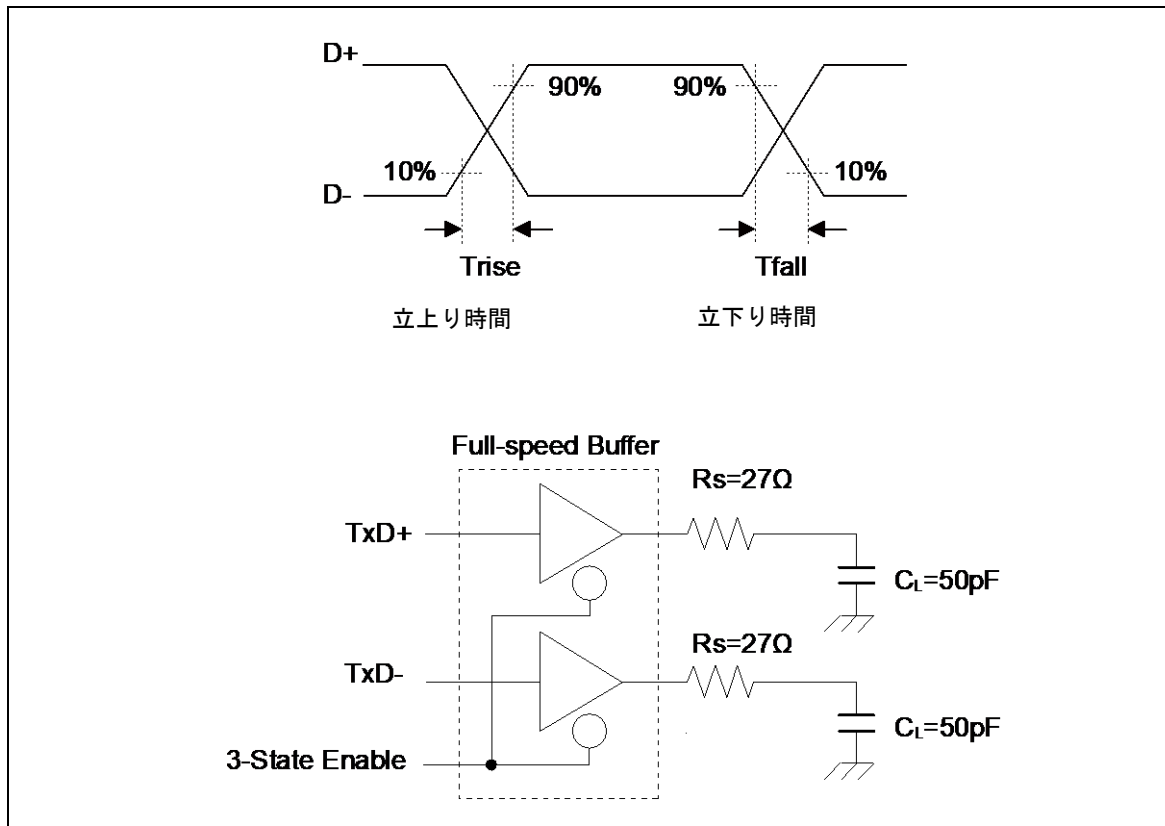 D+
90%
90%
10%
10%
D-
Trise
Tfall
立上り時間
立下り時間
Full-speed Buffer
Rs=27Ω
TxD+
CL=50pF
Rs=27Ω
TxD-
CL=50pF
3-State Enable